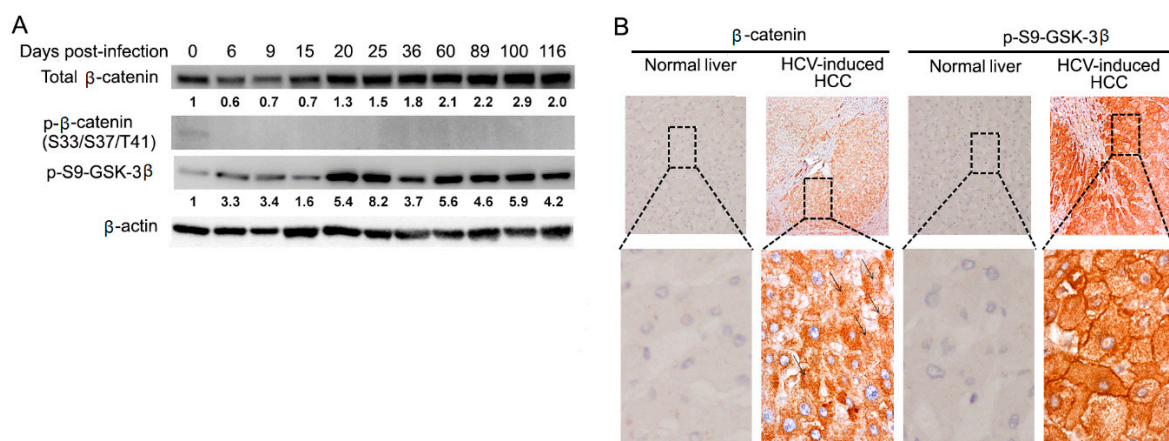 A
Days post-infection 0 6 9 15 20 25 36 60 89 100 116
Total β-catenin
1 0.6 0.7 0.7 1.3 1.5 1.8 2.1 2.2 2.9 2.0
p-β-catenin
(S33/S37/T41)
p-S9-GSK-3β
1 3.3 3.4 1.6 5.4 8.2 3.7 5.6 4.6 5.9 4.2
β-actin
B
β-catenin p-S9-GSK-3β
Normal liver HCV-induced HCC Normal liver HCV-induced HCC